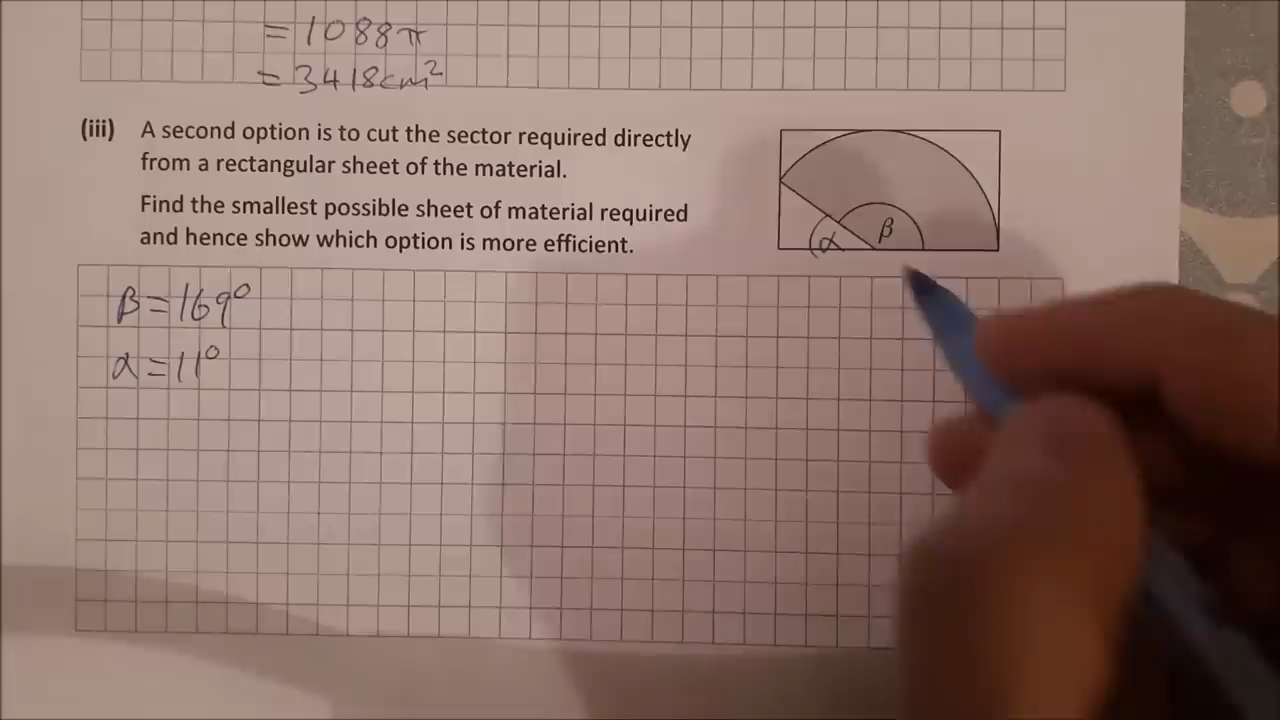 = 1088π
= 3418cm²
(iii) A second option is to cut the sector required directly
from a rectangular sheet of the material.
Find the smallest possible sheet of material required
and hence show which option is more efficient.
α β
β = 169°
α = 11°